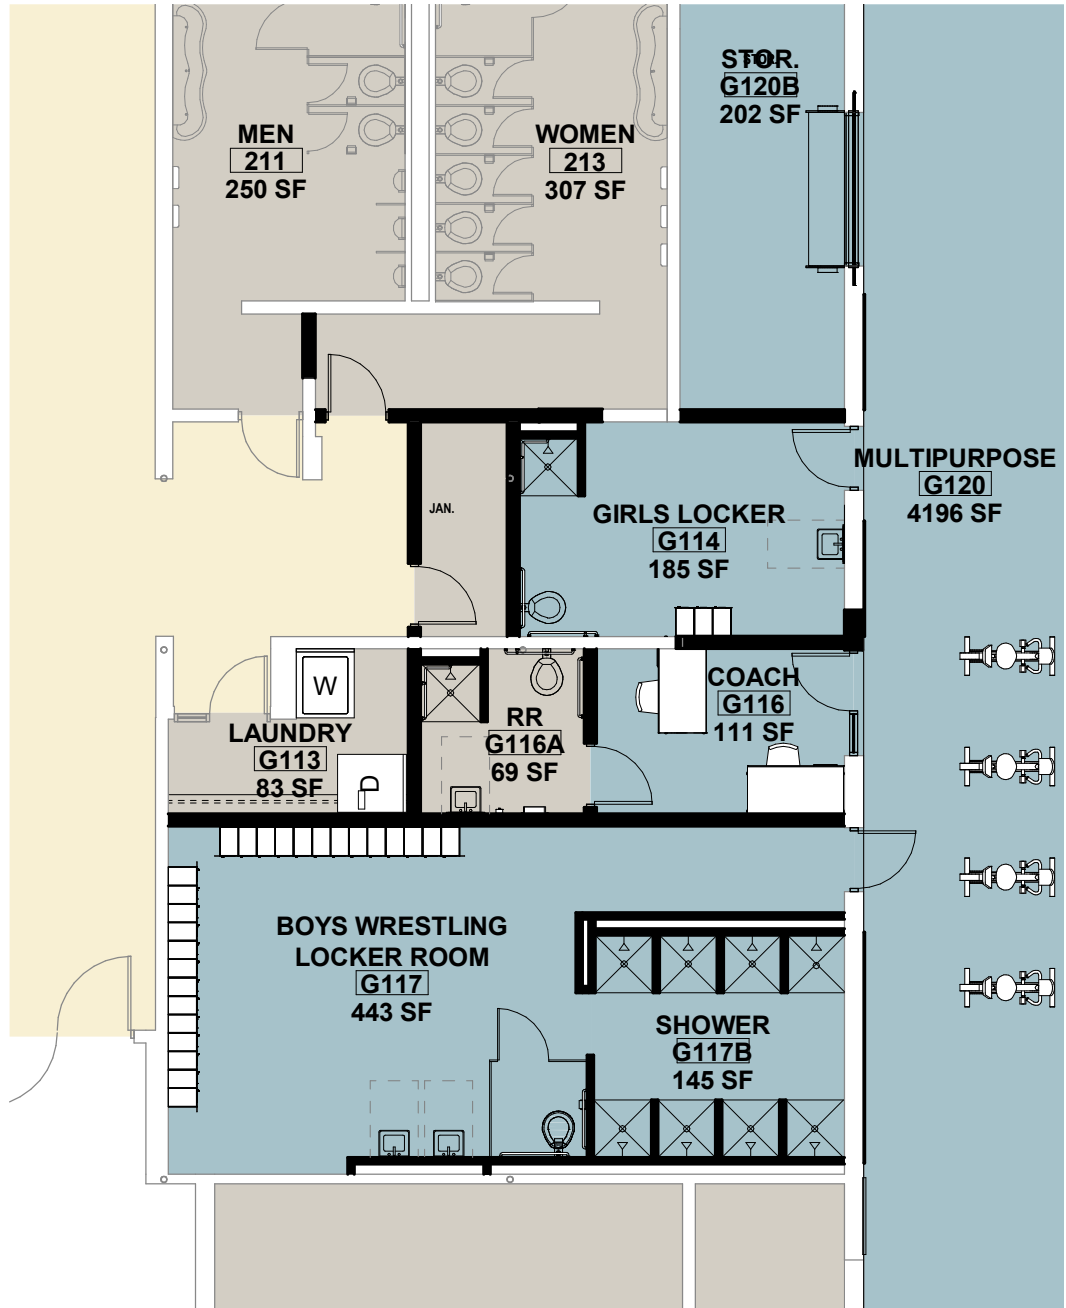 STOR.
STOR.
G120B
202 SF
MEN
211
250 SF
WOMEN
213
307 SF
MULTIPURPOSE
G120
4196 SF
JAN.
GIRLS LOCKER
G114
185 SF
COACH
G116
111 SF
W
RR
G116A
69 SF
LAUNDRY
G113
83 SF
BOYS WRESTLING
LOCKER ROOM
G117
443 SF
SHOWER
G117B
145 SF